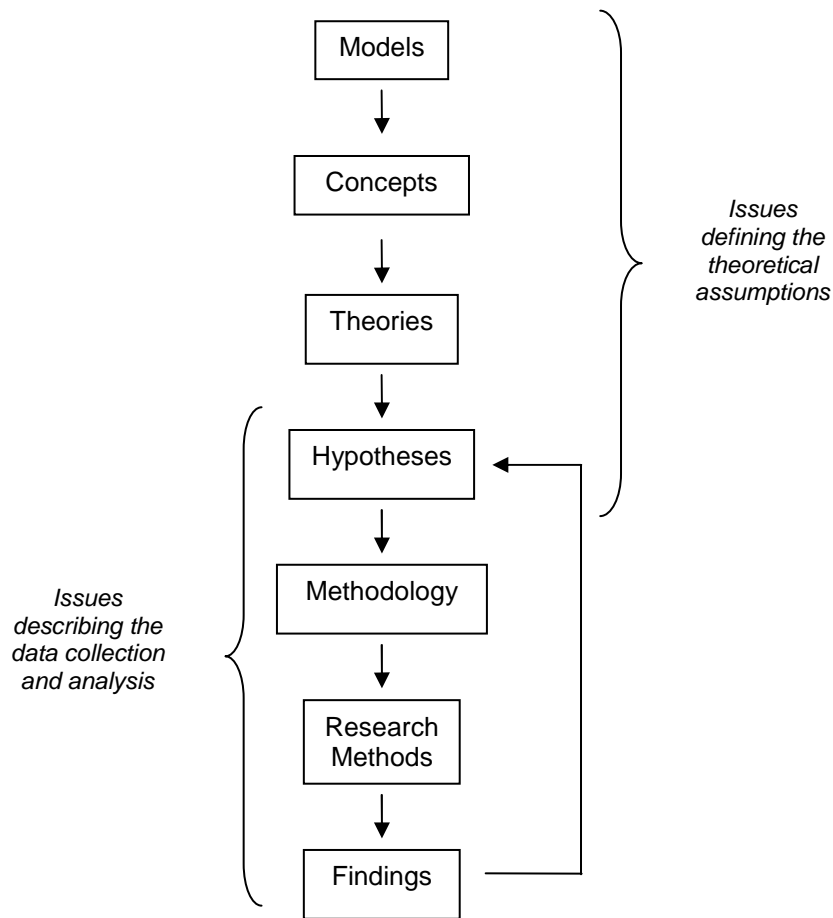 Models
Concepts
Issues
defining the
theoretical
assumptions
Theories
Hypotheses
Methodology
Issues
describing the
data collection
and analysis
Research
Methods
Findings